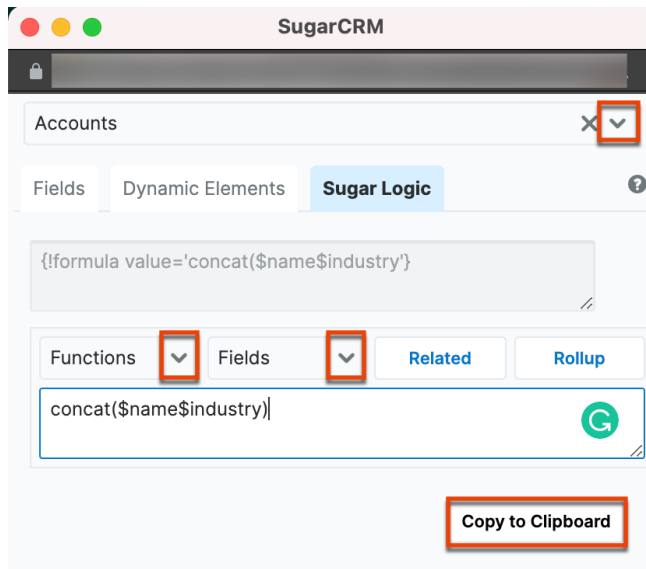 SugarCRM
Accounts
Fields Dynamic Elements Sugar Logic ?
{!formula value='concat($name$industry'}
Functions Fields Related Rollup
concat($name$industry)
G
Copy to Clipboard